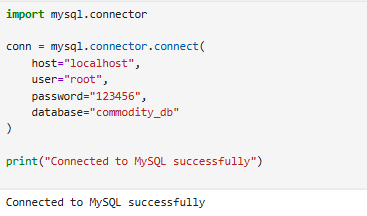 import mysql.connector
conn = mysql.connector.connect(
    host="localhost",
    user="root",
    password="123456",
    database="commodity_db"
)
print("Connected to MySQL successfully")
Connected to MySQL successfully